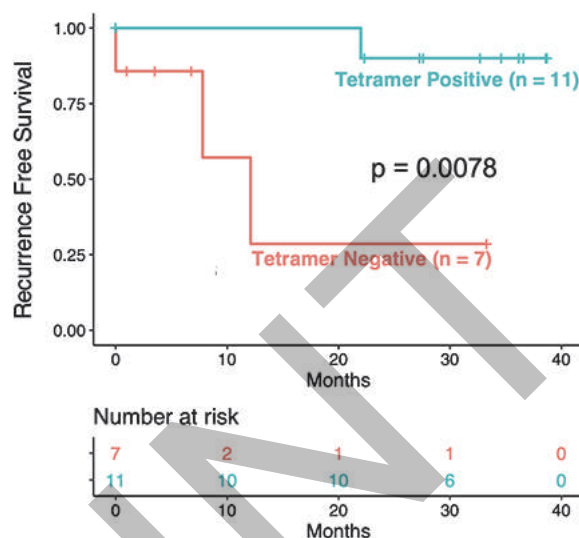 Recurrence Free Survival
1.00
0.75
0.50
0.25
0.00
Tetramer Positive (n = 11)
p = 0.0078
Tetramer Negative (n = 7)
0 10 20 30 40
Months
Number at risk
7 2 1 1 0
11 10 10 6 0
0 10 20 30 40
Months